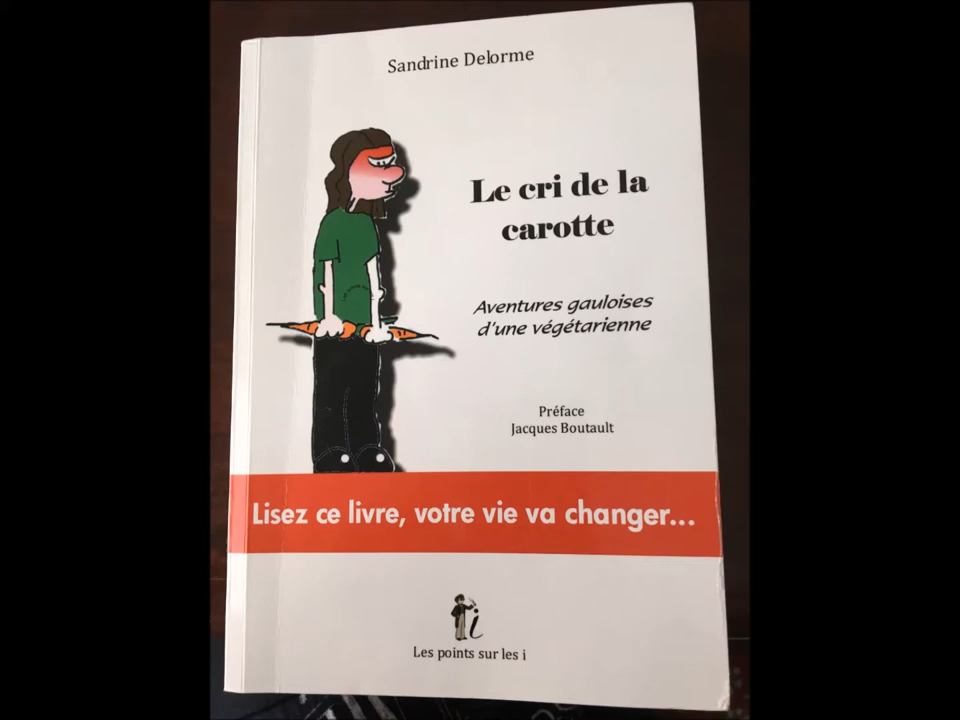 Sandrine Delorme
Le cri de la
carotte
Aventures gauloises
d'une végétarienne
Préface
Jacques Boutault
Lisez ce livre, votre vie va changer...
i
Les points sur les i